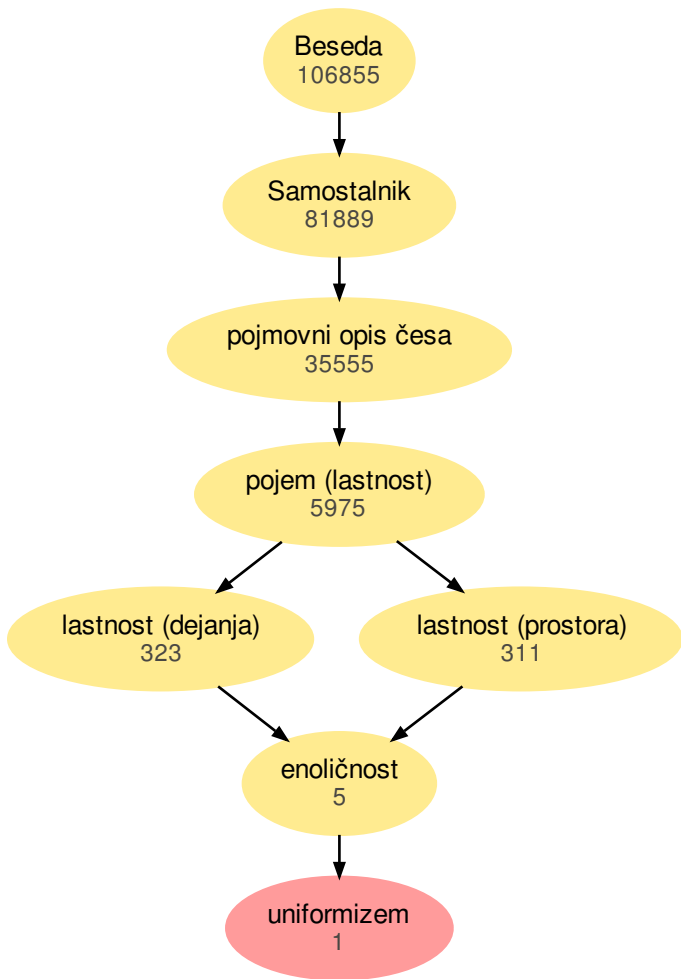 Beseda
106855
Samostalnik
81889
pojmovni opis česa
35555
pojem (lastnost)
5975
lastnost (dejanja)
323
lastnost (prostora)
311
enoličnost
5
uniformizem
1